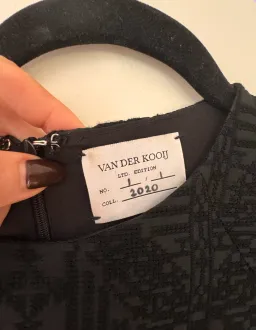 VAN DER KOOIJ
LTD. EDITION
NO. 1 / 1
COLL. 2020